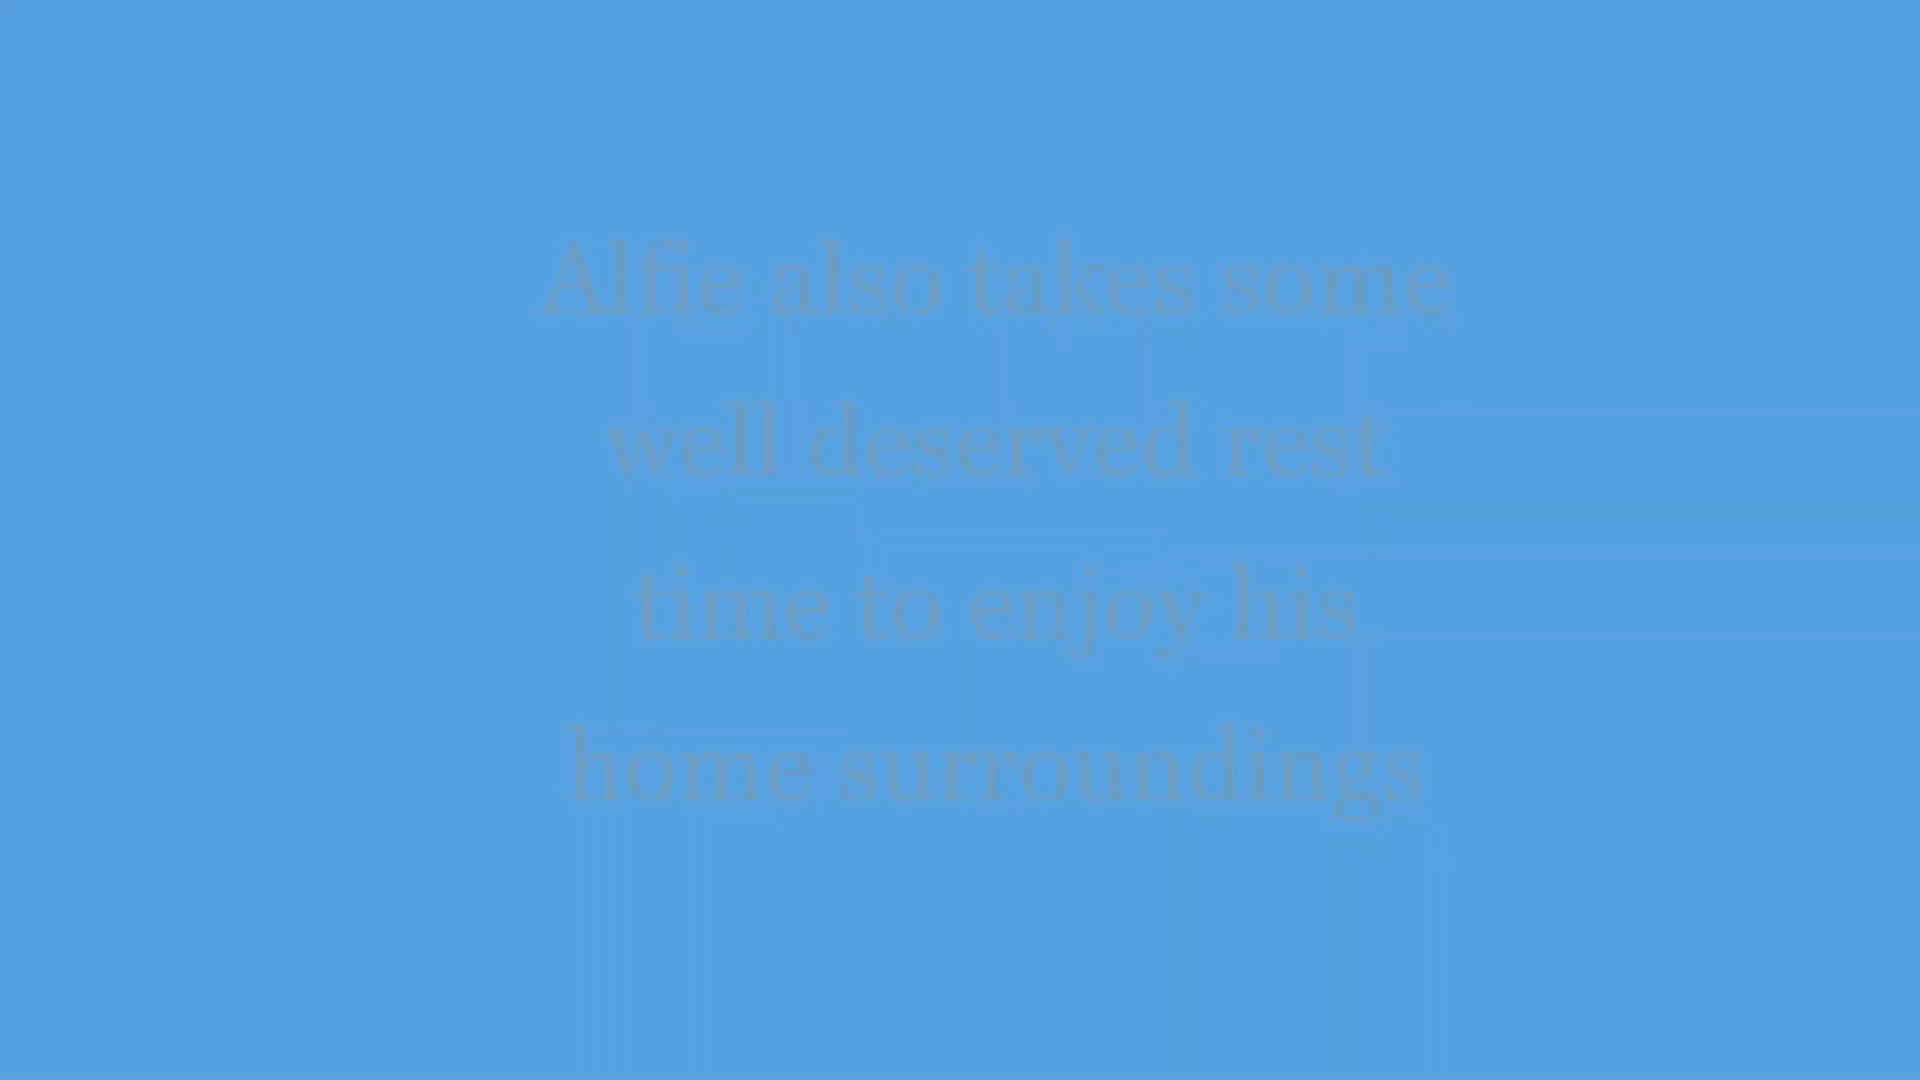 Alfie also takes some
well deserved rest
time to enjoy his
home surroundings